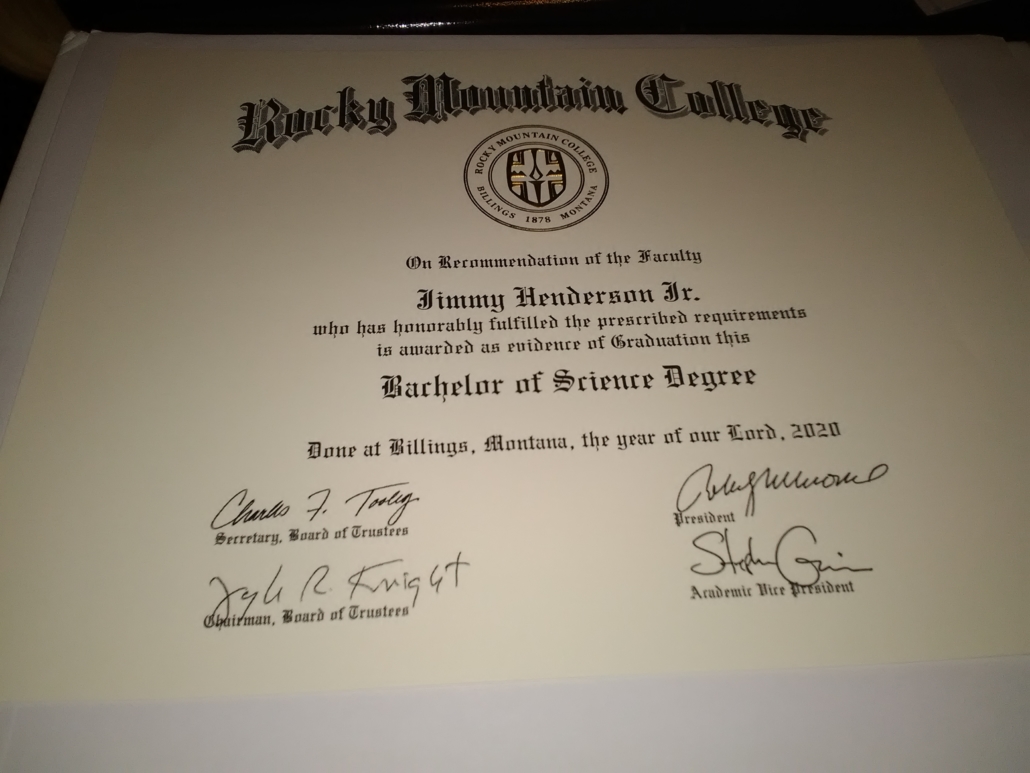 Rocky Mountain College
ROCKY MOUNTAIN COLLEGE
BILLINGS 1878 MONTANA
On Recommendation of the Faculty
Jimmy Henderson Jr.
who has honorably fulfilled the prescribed requirements
is awarded as evidence of Graduation this
Bachelor of Science Degree
Done at Billings, Montana, the year of our Lord, 2020
Charles F. Tooley
Secretary, Board of Trustees
President
R. Knight
Chairman, Board of Trustees
Academic Vice President